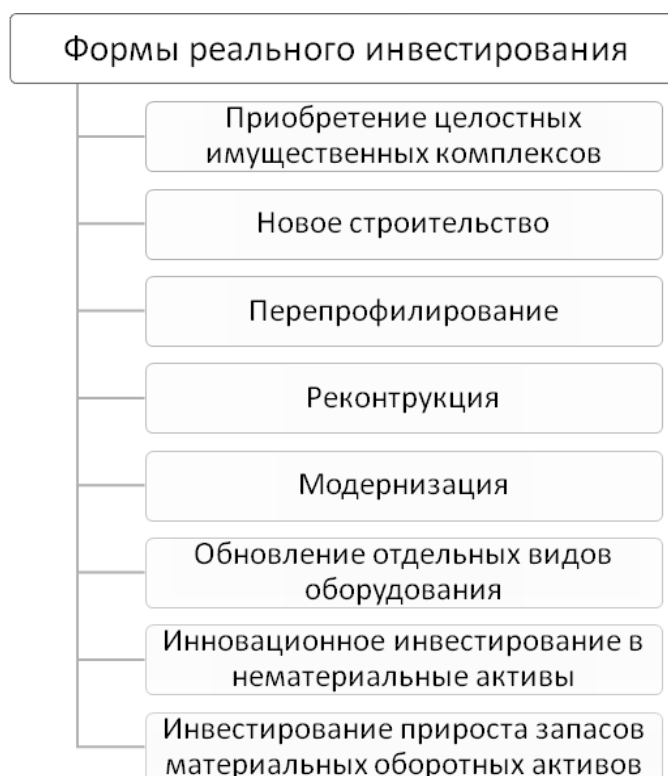 Формы реального инвестирования
Приобретение целостных
имущественных комплексов
Новое строительство
Перепрофилирование
Реконтрукция
Модернизация
Обновление отдельных видов
оборудования
Инновационное инвестирование в
нематериальные активы
Инвестирование прироста запасов
материальных оборотных активов